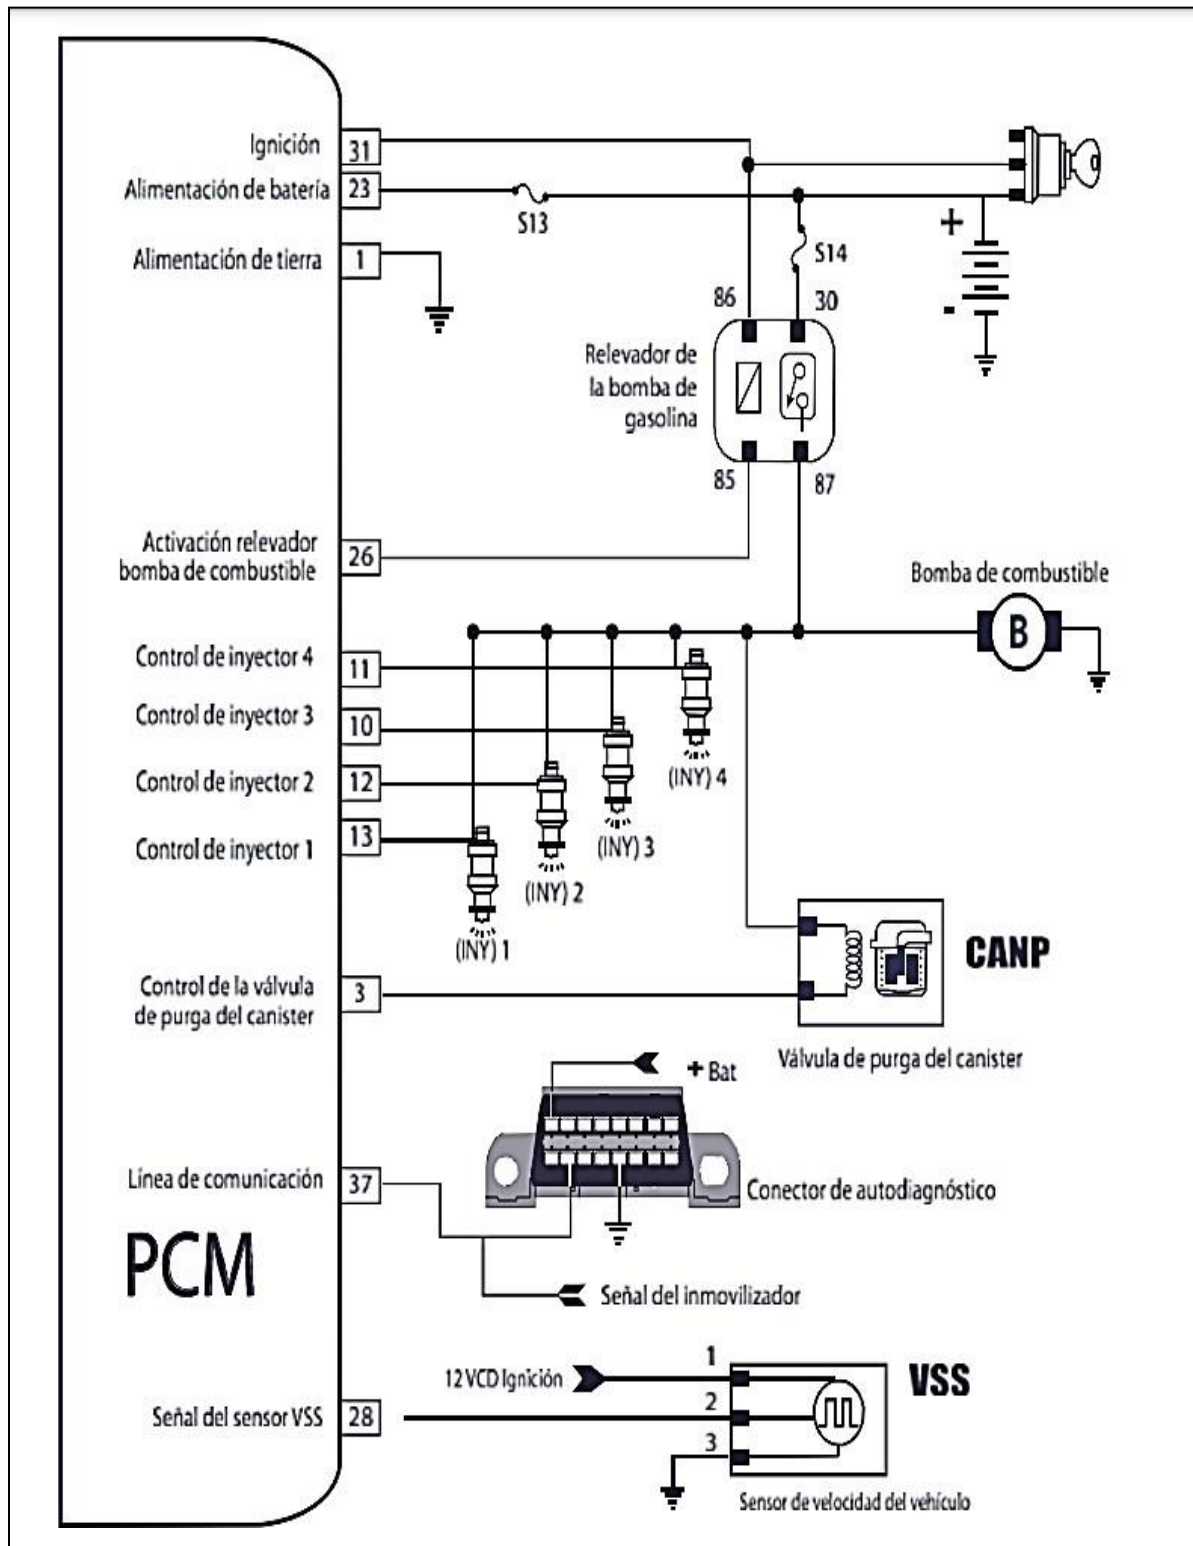 Ignición
31
Alimentación de batería
23
S13
Alimentación de tierra
1
+
-
S14
86
30
Relevador de
la bomba de
gasolina
85
87
Activación relevador
bomba de combustible
26
Bomba de combustible
B
Control de inyector 4
11
Control de inyector 3
10
(INY) 4
Control de inyector 2
12
(INY) 3
Control de inyector 1
13
(INY) 2
(INY) 1
CANP
Control de la válvula
de purga del canister
3
Válvula de purga del canister
+ Bat
Línea de comunicación
37
Conector de autodiagnóstico
PCM
Señal del inmovilizador
12 VCD Ignición
1
VSS
Señal del sensor VSS
28
2
3
Sensor de velocidad del vehículo